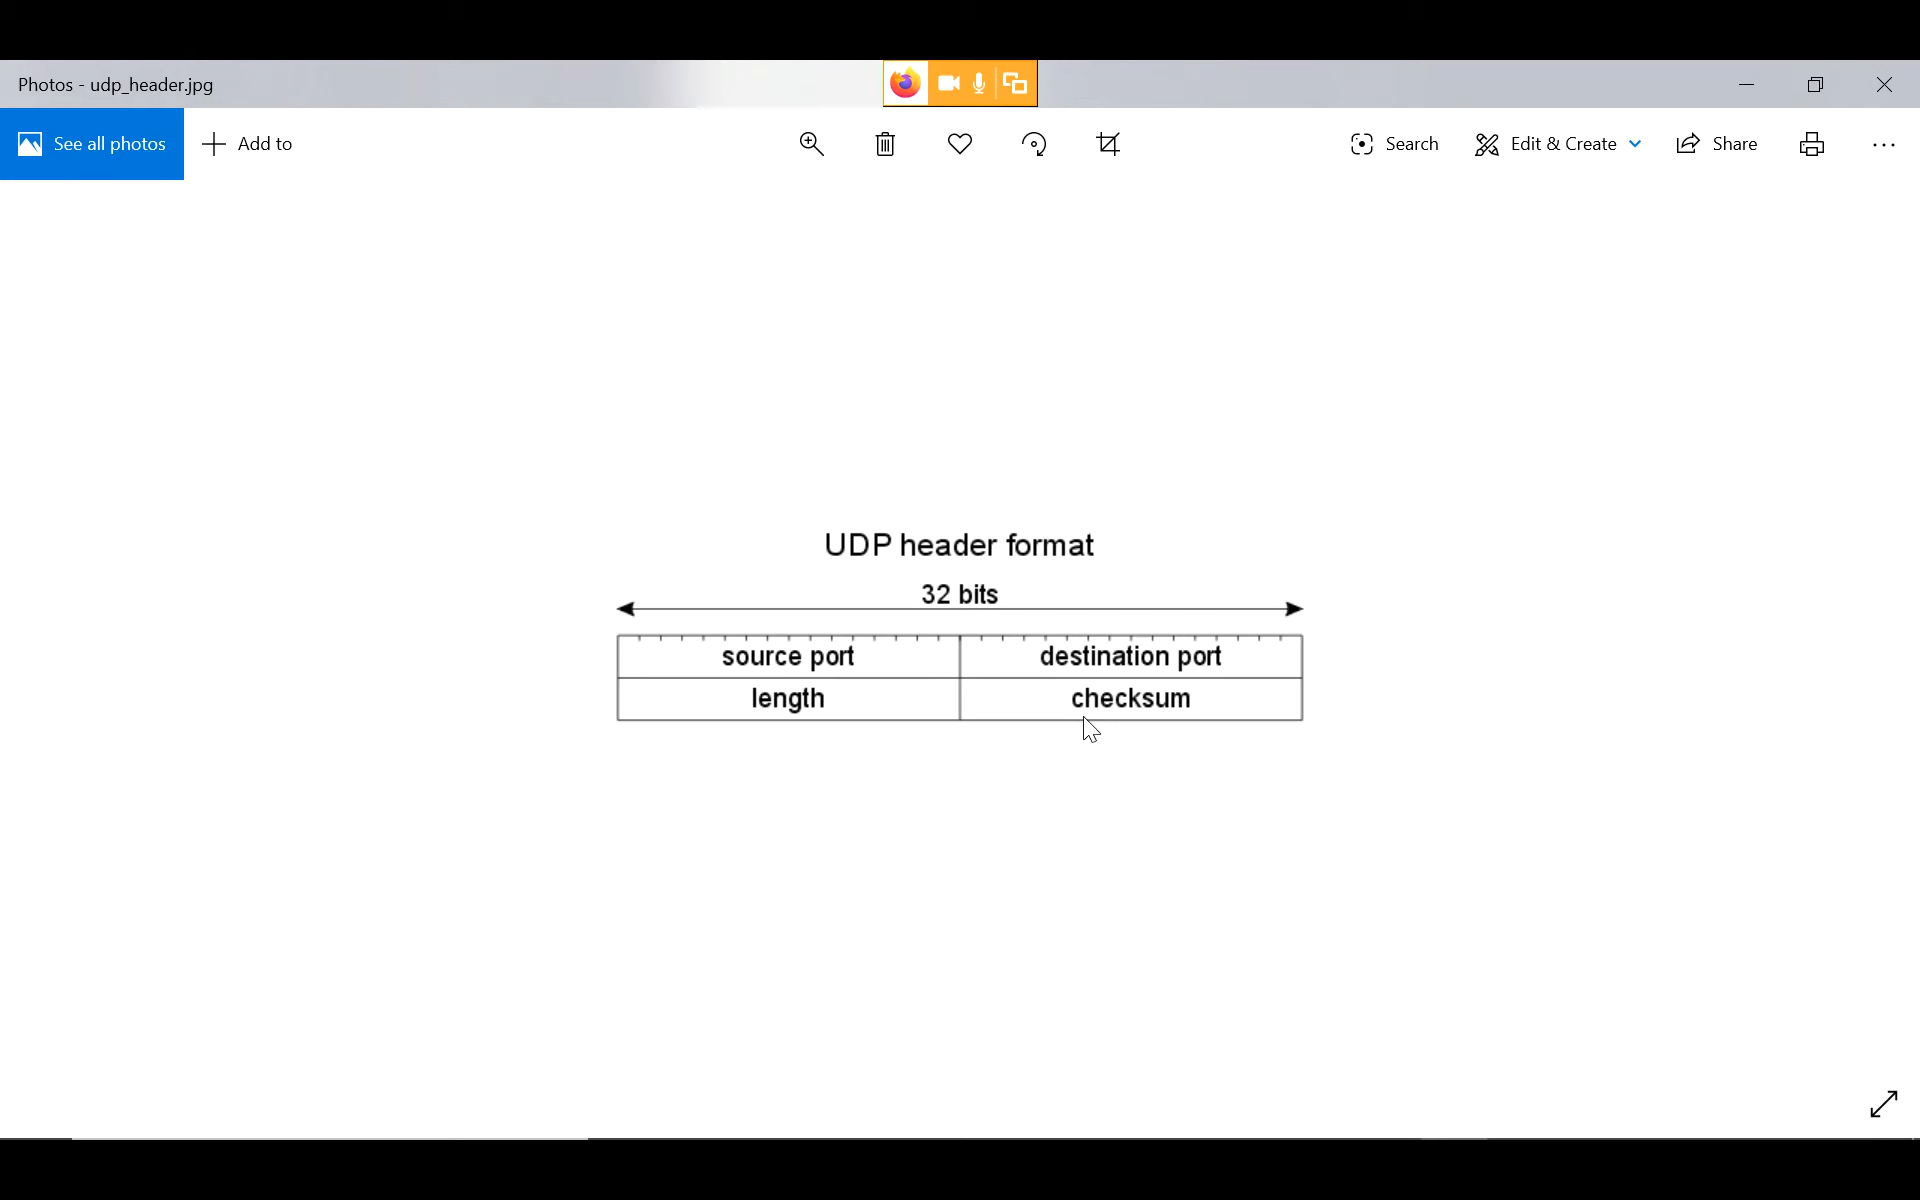 Photos - udp_header.jpg
See all photos
Add to
Search
Edit & Create
Share
UDP header format
32 bits
source port destination port
length checksum